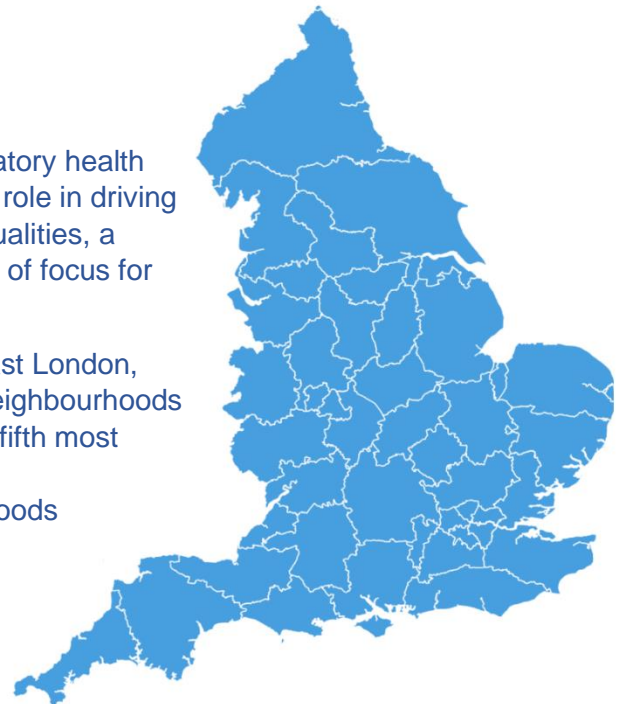 atory health
role in driving
ualities, a
of focus for
st London,
eighbourhoods
fifth most
oods